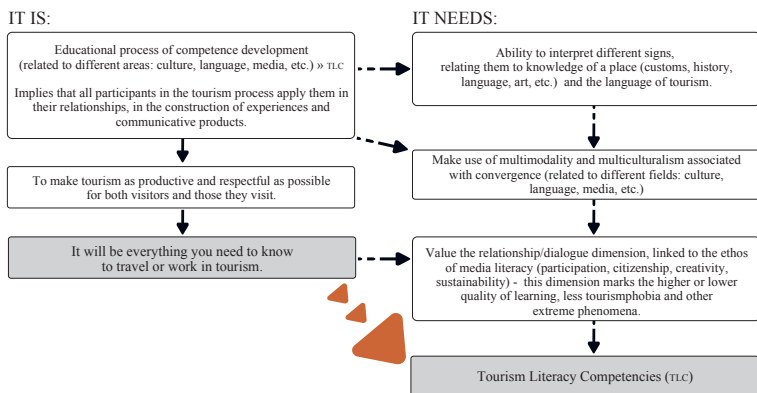 IT IS:
Educational process of competence development
(related to different areas: culture, language, media, etc.) » TLC
Implies that all participants in the tourism process apply them in
their relationships, in the construction of experiences and
communicative products.
To make tourism as productive and respectful as possible
for both visitors and those they visit.
It will be everything you need to know
to travel or work in tourism.
IT NEEDS:
Ability to interpret different signs,
relating them to knowledge of a place (customs, history,
language, art, etc.) and the language of tourism.
Make use of multimodality and multiculturalism associated
with convergence (related to different fields: culture,
language, media, etc.)
Value the relationship/dialogue dimension, linked to the ethos
of media literacy (participation, citizenship, creativity,
sustainability) - this dimension marks the higher or lower
quality of learning, less tourismphobia and other
extreme phenomena.
Tourism Literacy Competencies (TLC)